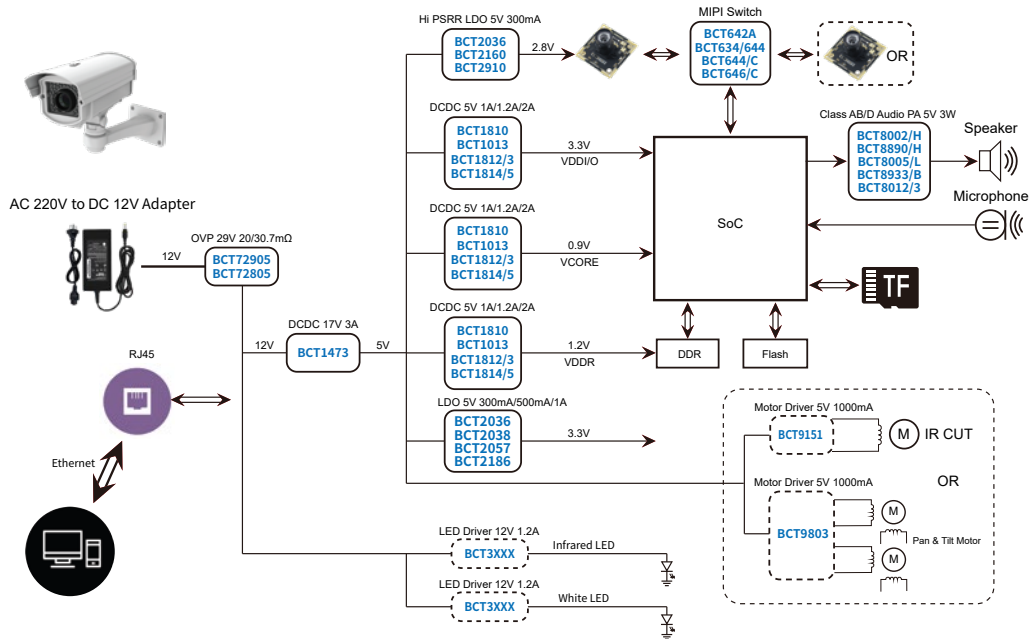 Hi PSRR LDO 5V 300mA
BCT2036
BCT2160
BCT2910
2.8V
MIPI Switch
BCT642A
BCT634/644
BCT644/C
BCT646/C
OR
DCDC 5V 1A/1.2A/2A
BCT1810
BCT1013
BCT1812/3
BCT1814/5
3.3V
VDDI/O
Class AB/D Audio PA 5V 3W
BCT8002/H
BCT8890/H
BCT8005/L
BCT8933/B
BCT8012/3
Speaker
Microphone
SoC
AC 220V to DC 12V Adapter
12V
OVP 29V 20/30.7mΩ
BCT72905
BCT72805
DCDC 5V 1A/1.2A/2A
BCT1810
BCT1013
BCT1812/3
BCT1814/5
0.9V
VCORE
TF
DCDC 5V 1A/1.2A/2A
BCT1810
BCT1013
BCT1812/3
BCT1814/5
1.2V
VDDR
DDR
Flash
12V
DCDC 17V 3A
BCT1473
5V
RJ45
Ethernet
LDO 5V 300mA/500mA/1A
BCT2036
BCT2038
BCT2057
BCT2186
3.3V
Motor Driver 5V 1000mA
BCT9151
M
IR CUT
OR
Motor Driver 5V 1000mA
BCT9803
M
Pan & Tilt Motor
M
LED Driver 12V 1.2A
BCT3XXX
Infrared LED
LED Driver 12V 1.2A
BCT3XXX
White LED